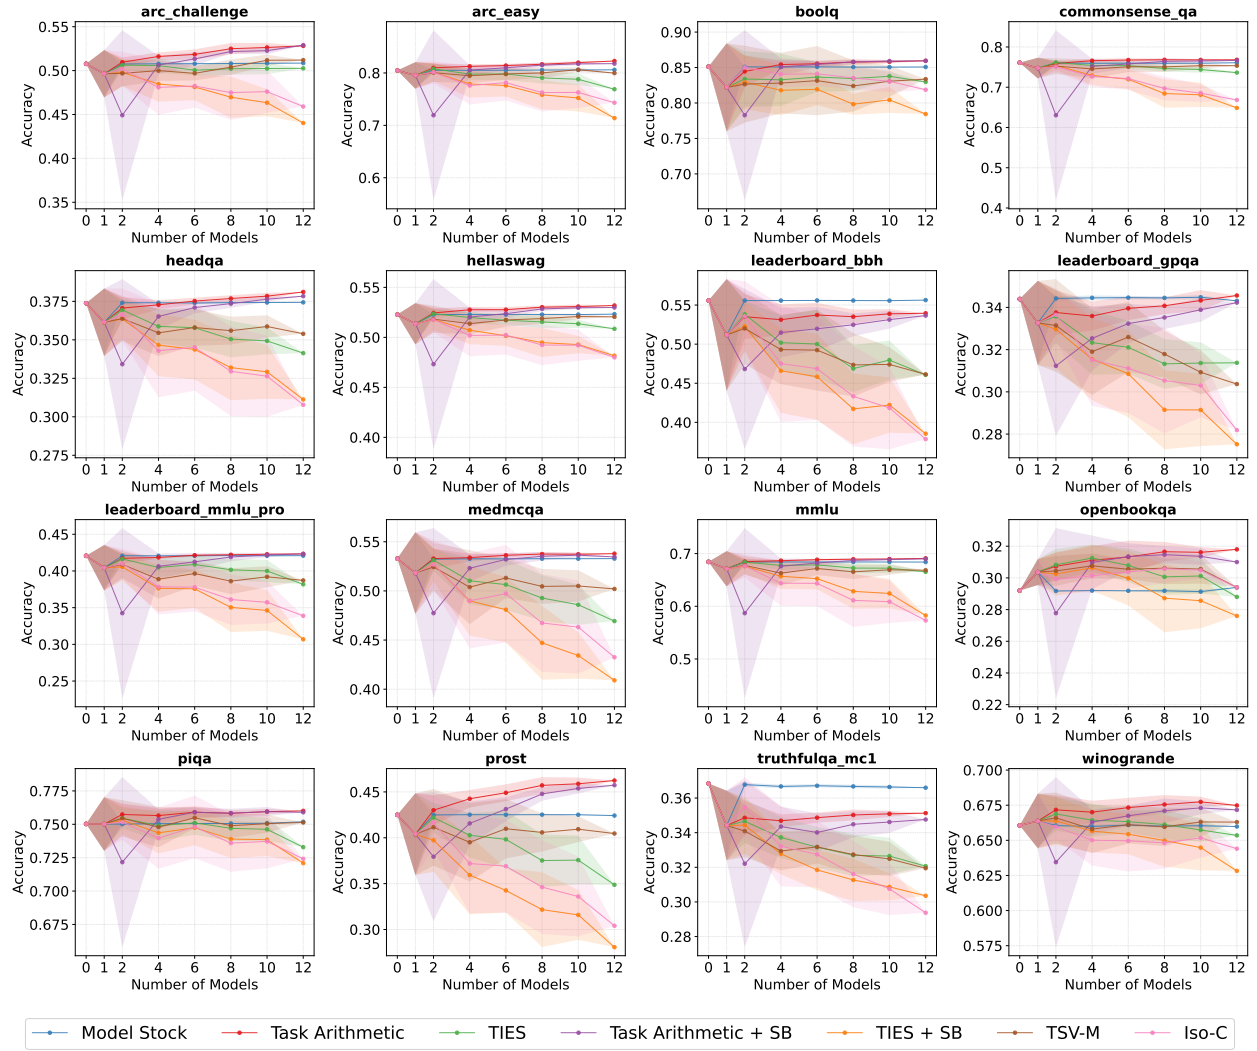 arc_challenge
arc_easy
boolq
commonsense_qa
Accuracy
0.55
0.50
0.45
0.40
0.35
0 1 2 4 6 8 10 12
Number of Models
Accuracy
0.8
0.7
0.6
0 1 2 4 6 8 10 12
Number of Models
Accuracy
0.90
0.85
0.80
0.75
0.70
0 1 2 4 6 8 10 12
Number of Models
Accuracy
0.8
0.7
0.6
0.5
0.4
0 1 2 4 6 8 10 12
Number of Models
headqa
hellaswag
leaderboard_bbh
leaderboard_gpqa
Accuracy
0.375
0.350
0.325
0.300
0.275
0 1 2 4 6 8 10 12
Number of Models
Accuracy
0.55
0.50
0.45
0.40
0 1 2 4 6 8 10 12
Number of Models
Accuracy
0.55
0.50
0.45
0.40
0 1 2 4 6 8 10 12
Number of Models
Accuracy
0.34
0.32
0.30
0.28
0 1 2 4 6 8 10 12
Number of Models
leaderboard_mmlu_pro
medmcqa
mmlu
openbookqa
Accuracy
0.45
0.40
0.35
0.30
0.25
0 1 2 4 6 8 10 12
Number of Models
Accuracy
0.55
0.50
0.45
0.40
0 1 2 4 6 8 10 12
Number of Models
Accuracy
0.7
0.6
0.5
0 1 2 4 6 8 10 12
Number of Models
Accuracy
0.32
0.30
0.28
0.26
0.24
0.22
0 1 2 4 6 8 10 12
Number of Models
piqa
prost
truthfulqa_mc1
winogrande
Accuracy
0.775
0.750
0.725
0.700
0.675
0 1 2 4 6 8 10 12
Number of Models
Accuracy
0.45
0.40
0.35
0.30
0 1 2 4 6 8 10 12
Number of Models
Accuracy
0.36
0.34
0.32
0.30
0.28
0 1 2 4 6 8 10 12
Number of Models
Accuracy
0.700
0.675
0.650
0.625
0.600
0.575
0 1 2 4 6 8 10 12
Number of Models
Model Stock Task Arithmetic TIES Task Arithmetic + SB TIES + SB TSV-M Iso-C